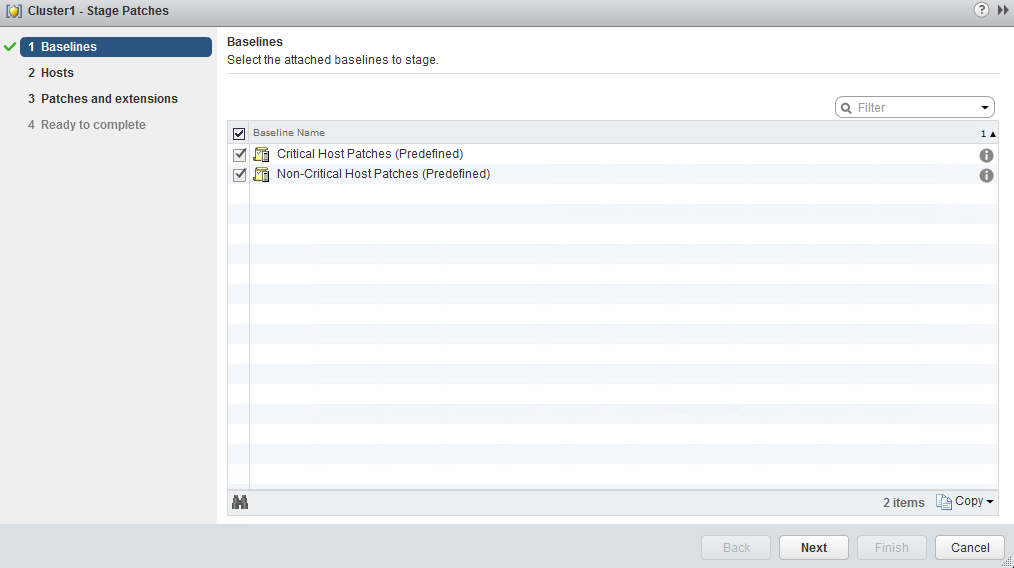 Cluster1 - Stage Patches
?
1 Baselines
2 Hosts
3 Patches and extensions
4 Ready to complete
Baselines
Select the attached baselines to stage.
Filter
Baseline Name
1
Critical Host Patches (Predefined)
Non-Critical Host Patches (Predefined)
2 items
Copy
Back
Next
Finish
Cancel